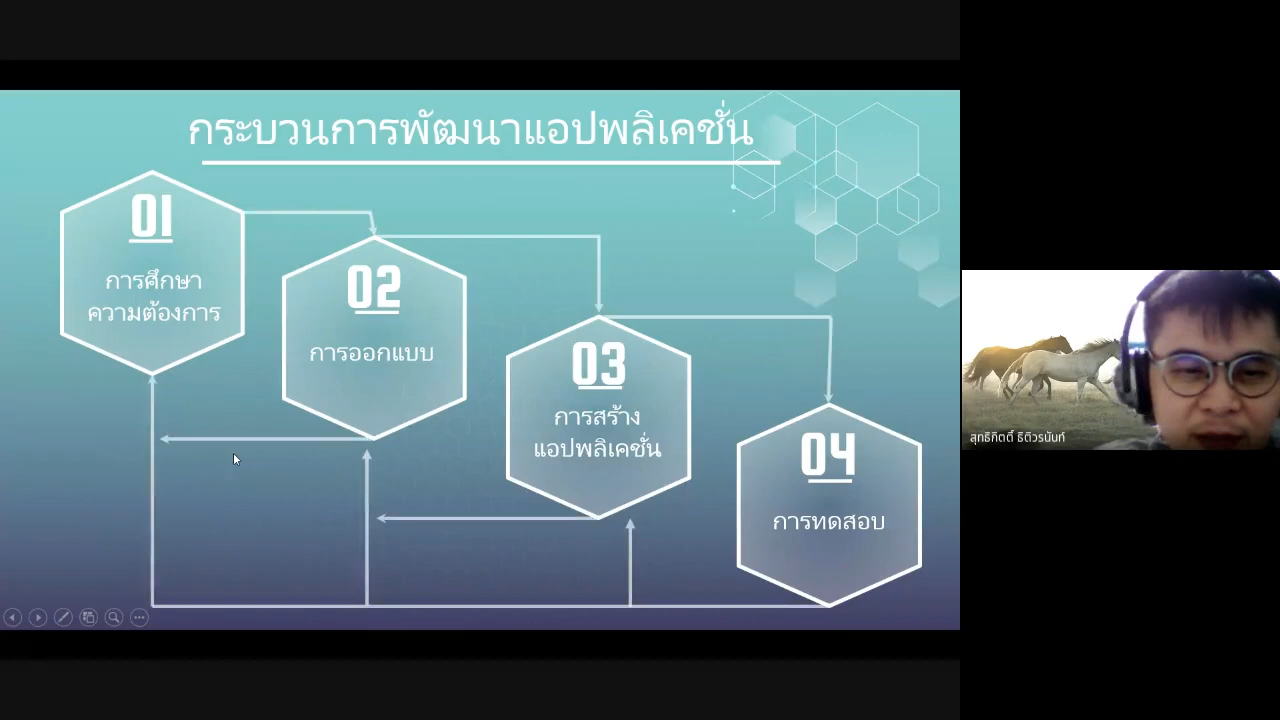 กระบวนการพัฒนาแอปพลิเคชั่น
01
การศึกษา
ความต้องการ
02
การออกแบบ
03
การสร้าง
แอปพลิเคชั่น
04
การทดสอบ
สุทธิกิตติ์ ธิติวรนันท์